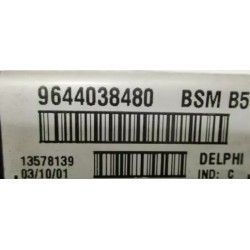 9644038480 BSM B5
13578139 DELPHI
03/10/01 IND: C